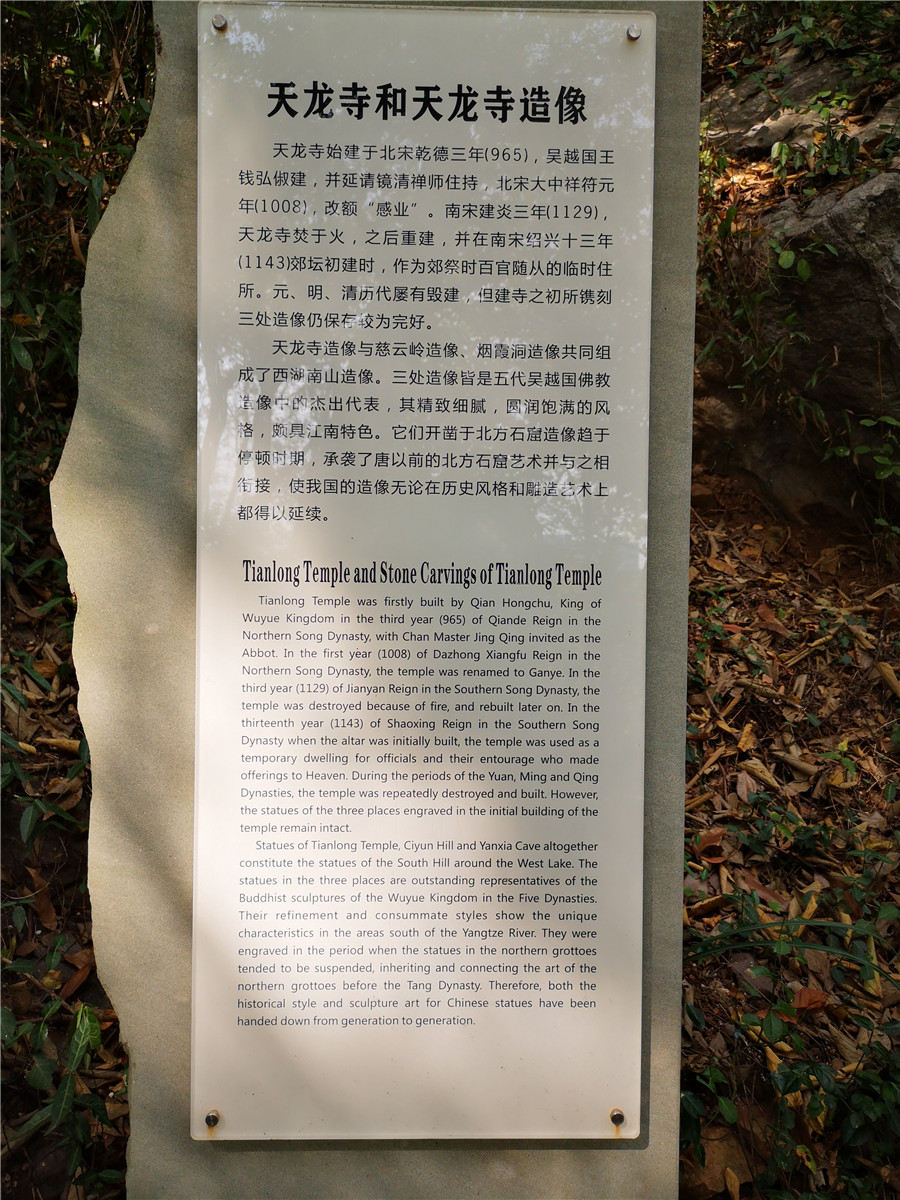 天龙寺和天龙寺造像
天龙寺始建于北宋乾德三年(965)，吴越国王
钱弘俶建，并延请镜清禅师住持，北宋大中祥符元
年(1008)，改额“感业”。南宋建炎三年(1129)，
天龙寺焚于火，之后重建，并在南宋绍兴十三年
(1143)郊坛初建时，作为郊祭时百官随从的临时住
所。元、明、清历代屡有毁建，但建寺之初所镌刻
三处造像仍保存较为完好。
天龙寺造像与慈云岭造像、烟霞洞造像共同组
成了西湖南山造像。三处造像皆是五代吴越国佛教
造像中的杰出代表，其精致细腻，圆润饱满的风
格，颇具江南特色。它们开凿于北方石窟造像趋于
停顿时期，承袭了唐以前的北方石窟艺术并与之相
衔接，使我国的造像无论在历史风格和雕造艺术上
都得以延续。
Tianlong Temple and Stone Carvings of Tianlong Temple
Tianlong Temple was firstly built by Qian Hongchu, King of
Wuyue Kingdom in the third year (965) of Qiande Reign in the
Northern Song Dynasty, with Chan Master Jing Qing invited as the
Abbot. In the first year (1008) of Dazhong Xiangfu Reign in the
Northern Song Dynasty, the temple was renamed to Ganye. In the
third year (1129) of Jianyan Reign in the Southern Song Dynasty, the
temple was destroyed because of fire, and rebuilt later on. In the
thirteenth year (1143) of Shaoxing Reign in the Southern Song
Dynasty when the altar was initially built, the temple was used as a
temporary dwelling for officials and their entourage who made
offerings to Heaven. During the periods of the Yuan, Ming and Qing
Dynasties, the temple was repeatedly destroyed and built. However,
the statues of the three places engraved in the initial building of the
temple remain intact.
Statues of Tianlong Temple, Ciyun Hill and Yanxia Cave altogether
constitute the statues of the South Hill around the West Lake. The
statues in the three places are outstanding representatives of the
Buddhist sculptures of the Wuyue Kingdom in the Five Dynasties.
Their refinement and consummate styles show the unique
characteristics in the areas south of the Yangtze River. They were
engraved in the period when the statues in the northern grottoes
tended to be suspended, inheriting and connecting the art of the
northern grottoes before the Tang Dynasty. Therefore, both the
historical style and sculpture art for Chinese statues have been
handed down from generation to generation.